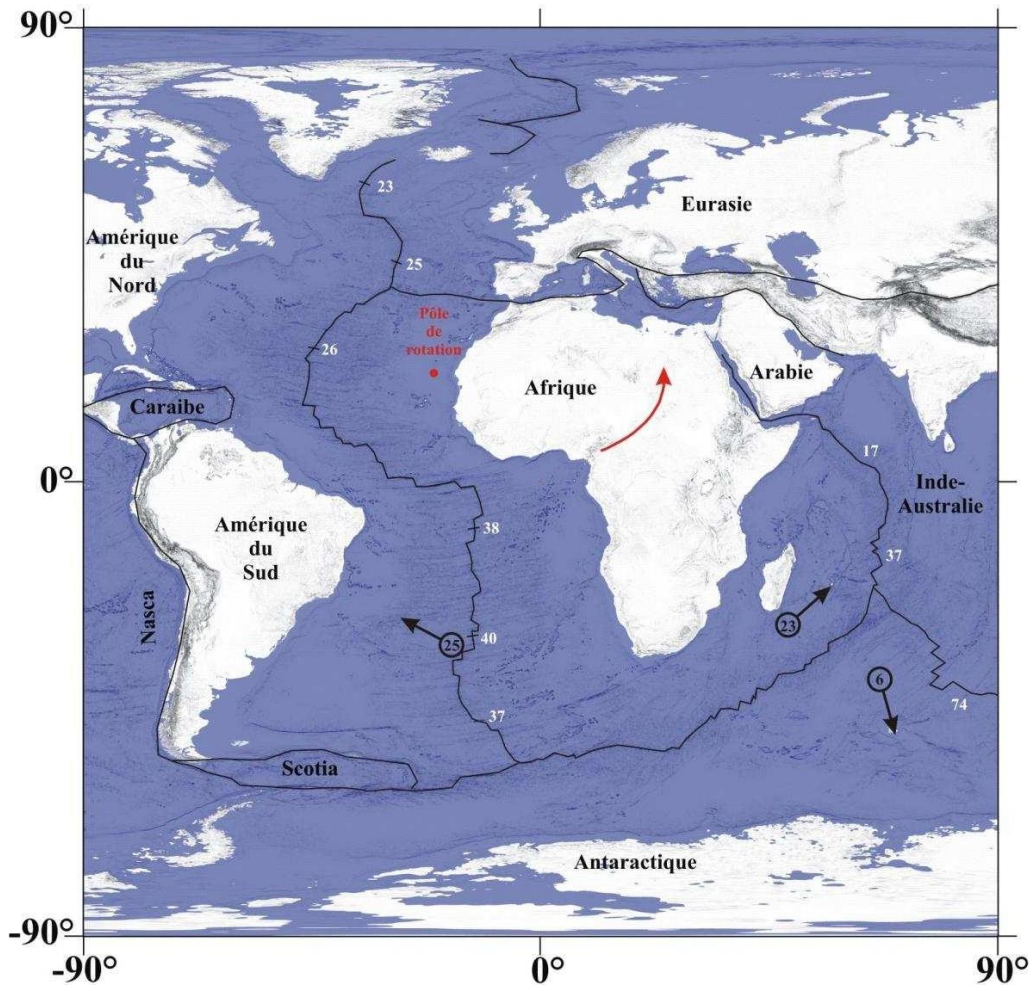 90°
23
Eurasie
Amérique
du
Nord
25
Pôle
de
rotation
26
Afrique
Arabie
Caraibe
17
Inde-
Australie
0°
Amérique
du
Sud
38
37
Nasca
25
40
23
6
37
74
Scotia
Antaractique
-90°
-90°
0°
90°